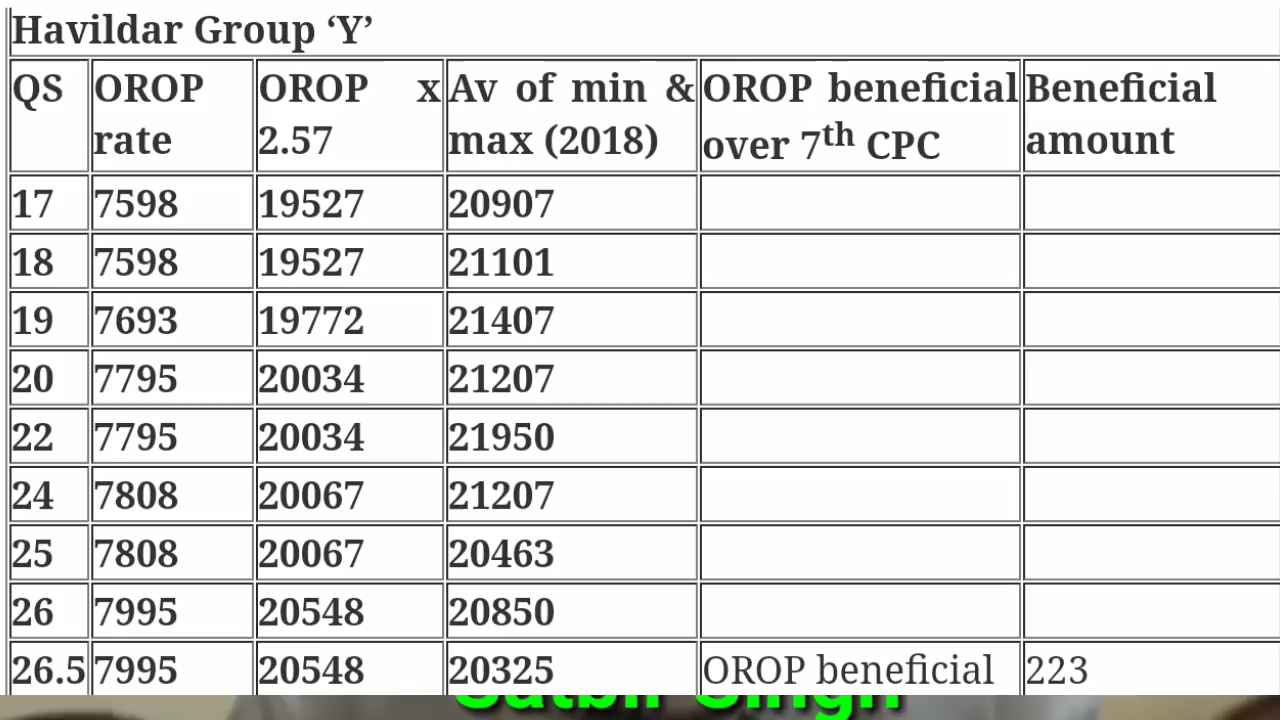 Havildar Group ‘Y’
QS OROP rate OROP x 2.57 Av of min & max (2018) OROP beneficial over 7th CPC Beneficial amount
17 7598 19527 20907
18 7598 19527 21101
19 7693 19772 21407
20 7795 20034 21207
22 7795 20034 21950
24 7808 20067 21207
25 7808 20067 20463
26 7995 20548 20850
26.5 7995 20548 20325 OROP beneficial 223
Satbir Singh